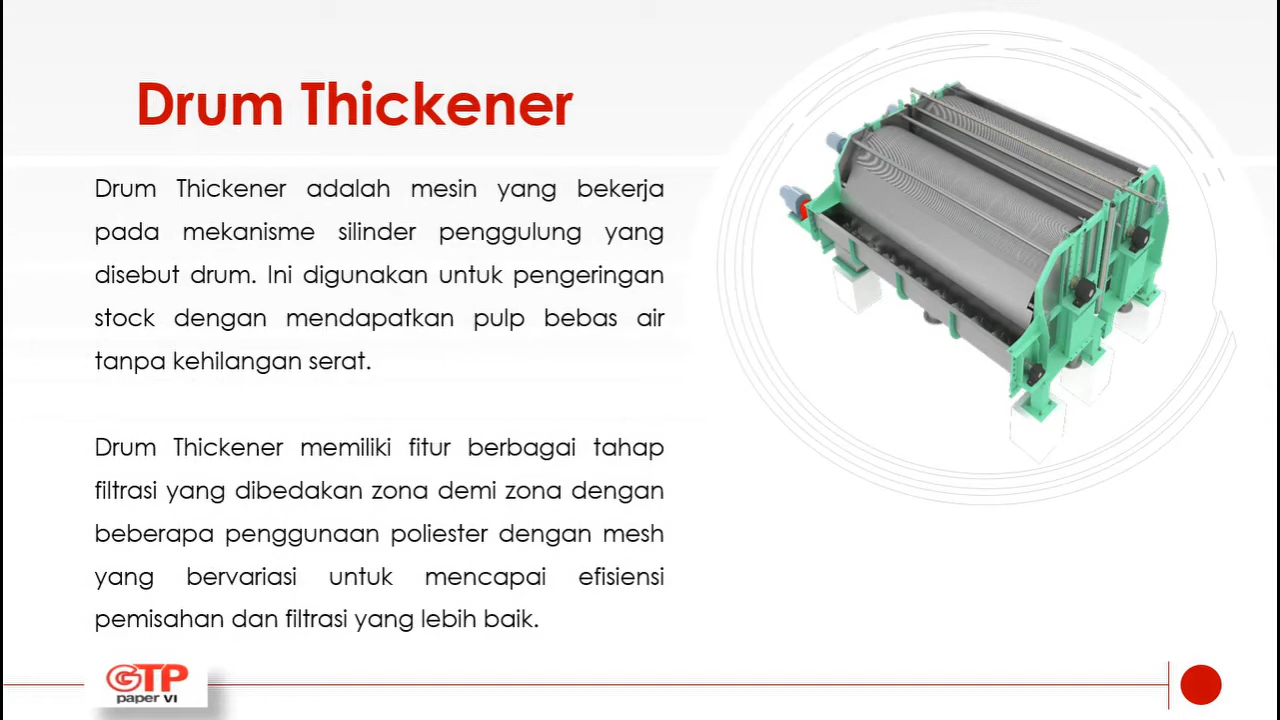 Drum Thickener
Drum Thickener adalah mesin yang bekerja
pada mekanisme silinder penggulung yang
disebut drum. Ini digunakan untuk pengeringan
stock dengan mendapatkan pulp bebas air
tanpa kehilangan serat.
Drum Thickener memiliki fitur berbagai tahap
filtrasi yang dibedakan zona demi zona dengan
beberapa penggunaan poliester dengan mesh
yang bervariasi untuk mencapai efisiensi
pemisahan dan filtrasi yang lebih baik.
GTP
paper VI